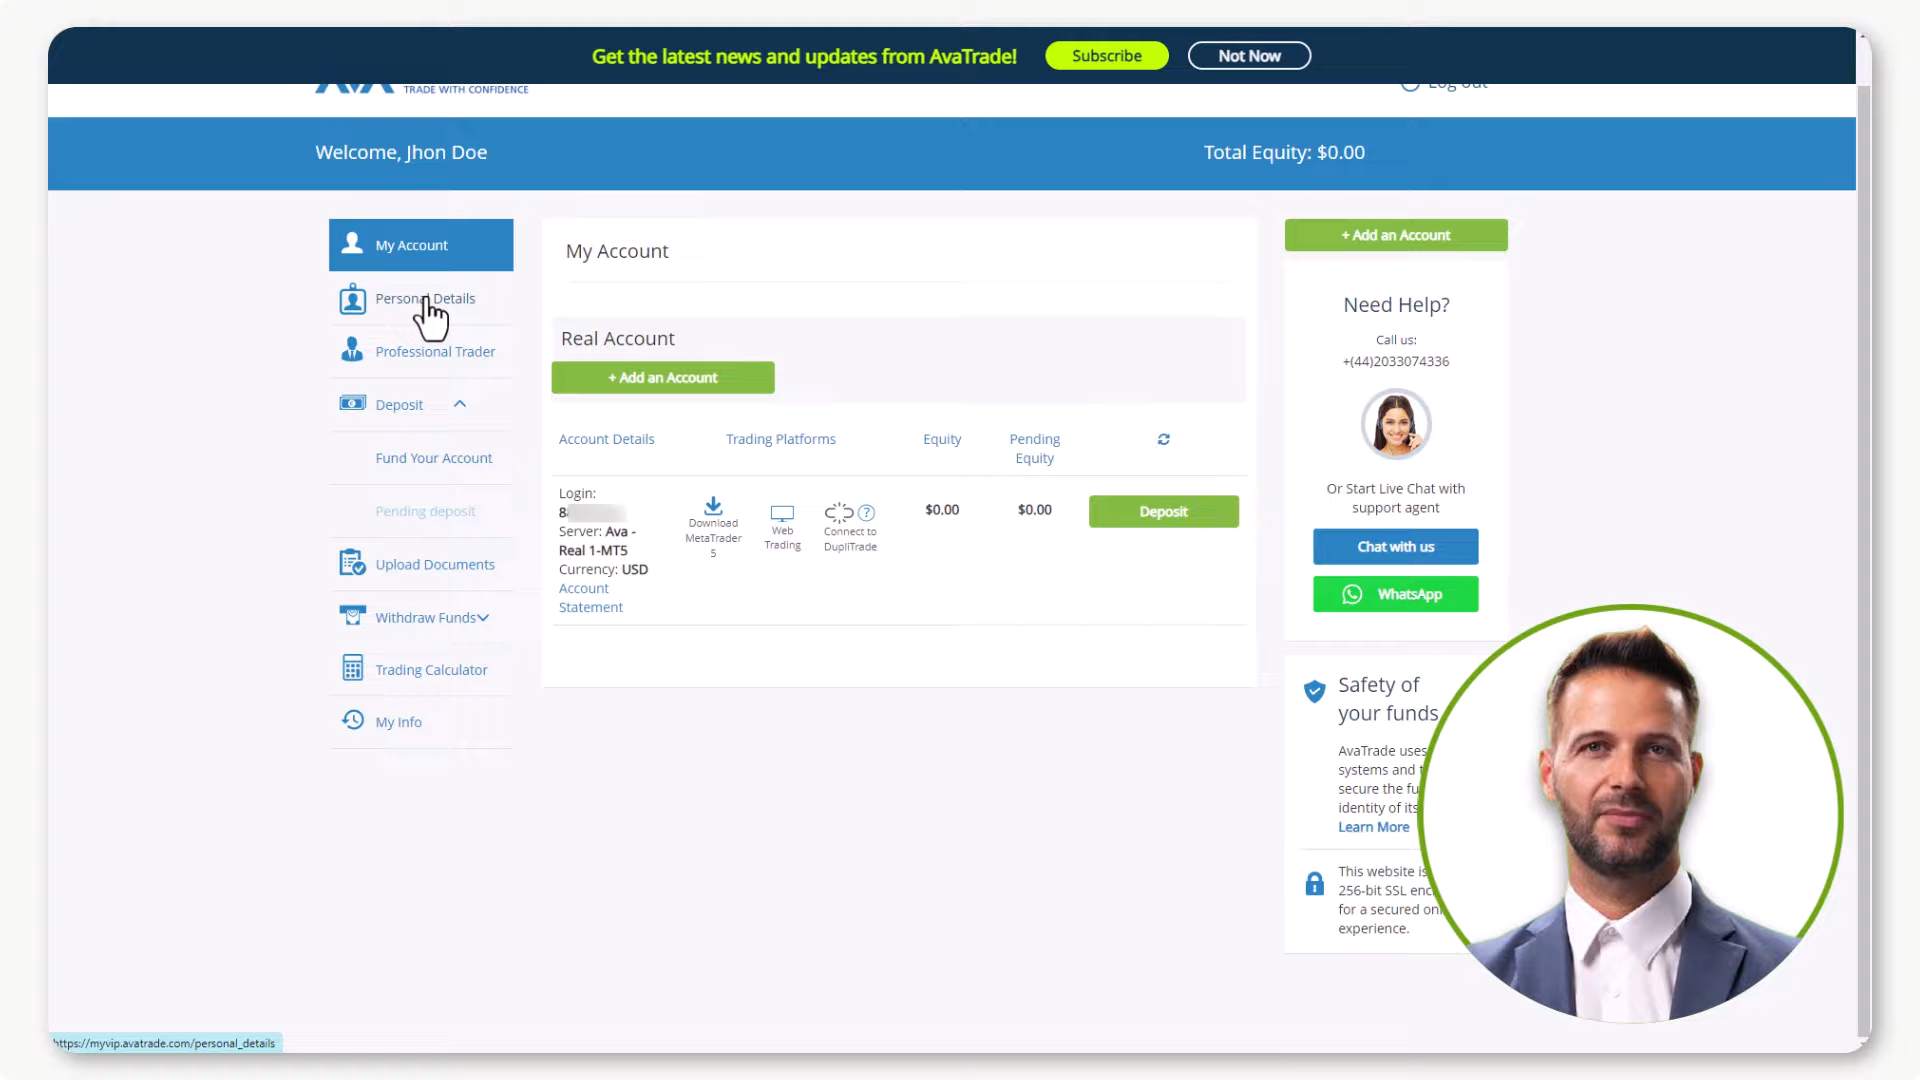 Get the latest news and updates from AvaTrade!
Subscribe
Not Now
AVA
TRADE WITH CONFIDENCE
Log out
Welcome, Jhon Doe
Total Equity: $0.00
My Account
Personal Details
Professional Trader
Deposit
Fund Your Account
Pending deposit
Upload Documents
Withdraw Funds
Trading Calculator
My Info
My Account
Real Account
+ Add an Account
Account Details
Trading Platforms
Equity
Pending
Equity
Login:
8
Server: Ava -
Real 1-MT5
Currency: USD
Account
Statement
Download
MetaTrader
5
Web
Trading
?
Connect to
DupliTrade
$0.00
$0.00
Deposit
+ Add an Account
Need Help?
Call us:
+(44)2033074336
Or Start Live Chat with
support agent
Chat with us
WhatsApp
Safety of
your funds
AvaTrade uses
systems and
secure the
identity of its
Learn More
This website is
256-bit SSL
for a secured
experience.
https://myvip.avatrade.com/personal_details